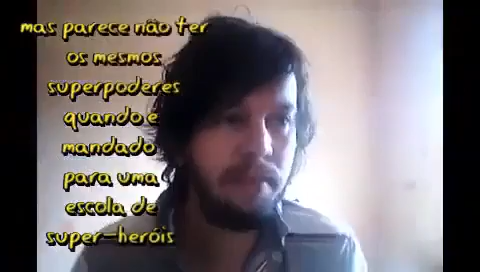 mas parece não ter
os mesmos
superpoderes
quando e
mandado
para uma
escola de
super-heróis